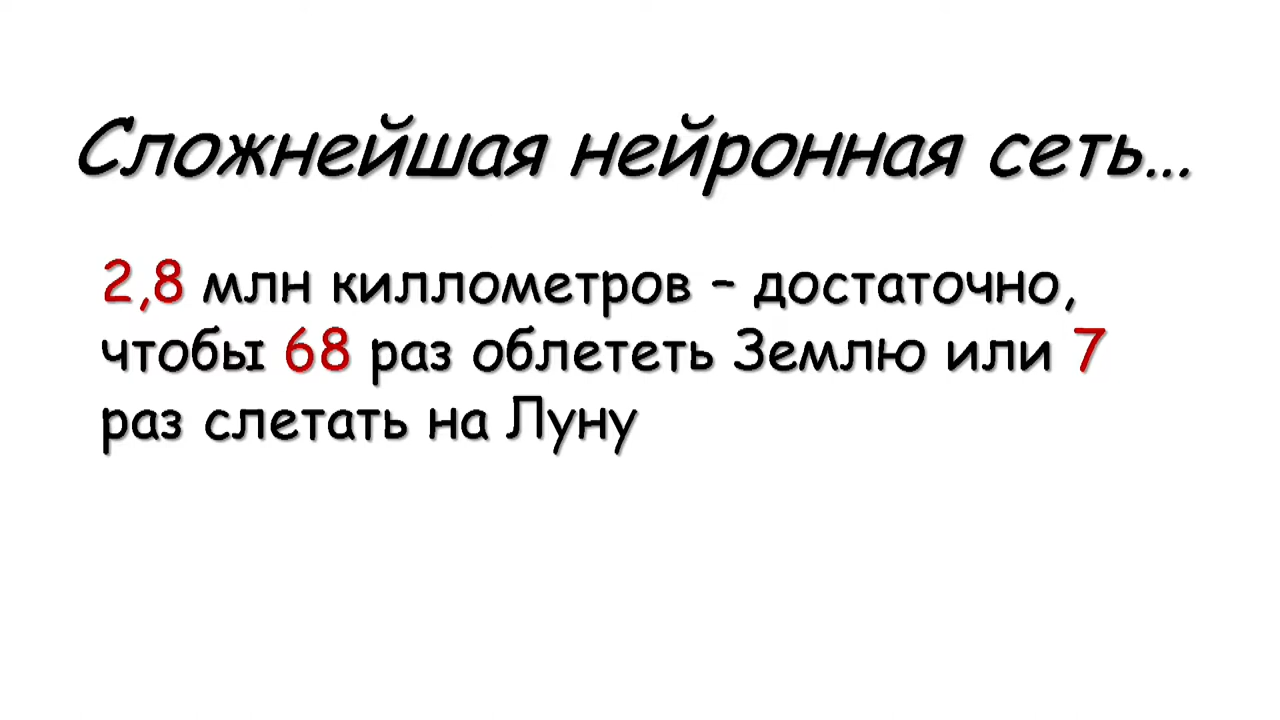 Сложнейшая нейронная сеть...
2,8 млн киллометров – достаточно,
чтобы 68 раз облететь Землю или 7
раз слетать на Луну